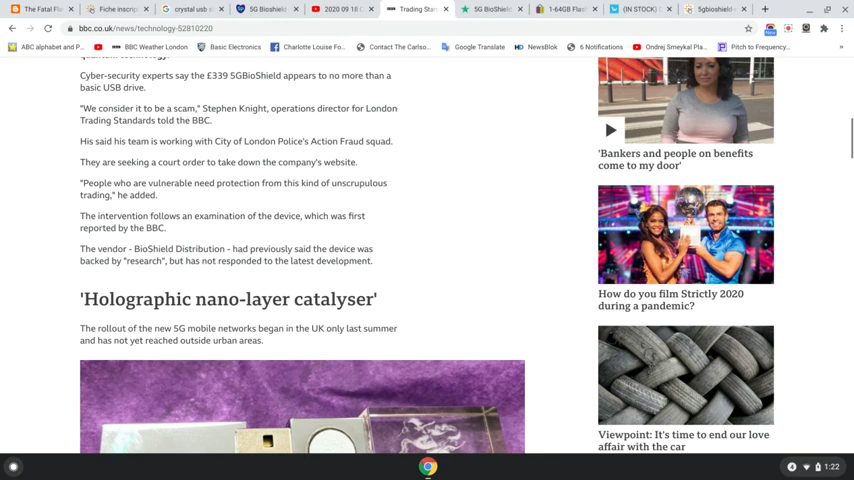 The Fatal Fl
Fiche inscrip
crystal usb s
5G Bioshield
2020 09 18 C
Trading Stan
5G BioShield
1-64GB Flas
(IN STOCK)
5gbioshield-
bbc.co.uk/news/technology-52810220
ABC alphabet and P...
BBC Weather London
Basic Electronics
Charlotte Louise Fo...
Contact The Carlso...
Google Translate
NewsBlok
6 Notifications
Ondrej Smeykal Pla...
Pitch to Frequency...
Cyber-security experts say the £339 5GBioShield appears to no more than a
basic USB drive.
"We consider it to be a scam," Stephen Knight, operations director for London
Trading Standards told the BBC.
His said his team is working with City of London Police's Action Fraud squad.
They are seeking a court order to take down the company's website.
"People who are vulnerable need protection from this kind of unscrupulous
trading," he added.
The intervention follows an examination of the device, which was first
reported by the BBC.
The vendor - BioShield Distribution - had previously said the device was
backed by "research", but has not responded to the latest development.
'Holographic nano-layer catalyser'
The rollout of the new 5G mobile networks began in the UK only last summer
and has not yet reached outside urban areas.
'Bankers and people on benefits
come to my door'
How do you film Strictly 2020
during a pandemic?
Viewpoint: It's time to end our love
affair with the car
1:22